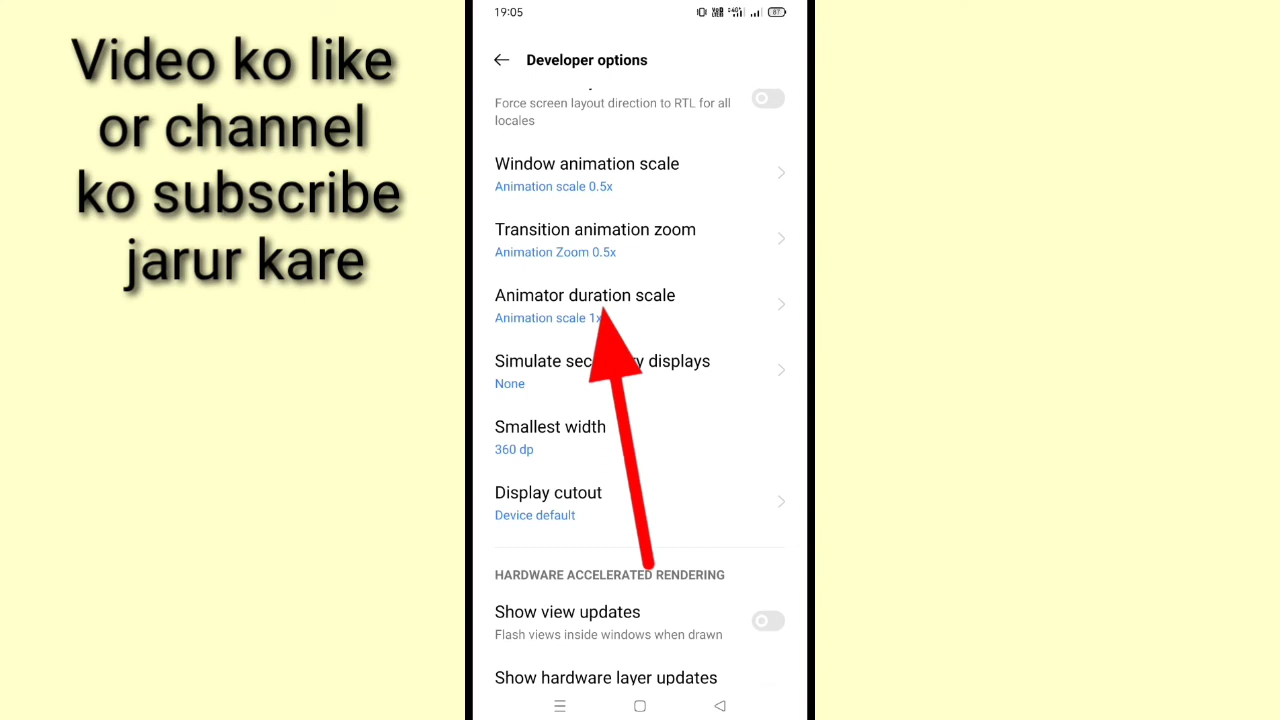 Video ko like
or channel
ko subscribe
jarur kare
19:05
87
Developer options
Force screen layout direction to RTL for all
locales
Window animation scale
Animation scale 0.5x
Transition animation zoom
Animation Zoom 0.5x
Animator duration scale
Animation scale 1x
Simulate secondary displays
None
Smallest width
360 dp
Display cutout
Device default
HARDWARE ACCELERATED RENDERING
Show view updates
Flash views inside windows when drawn
Show hardware layer updates